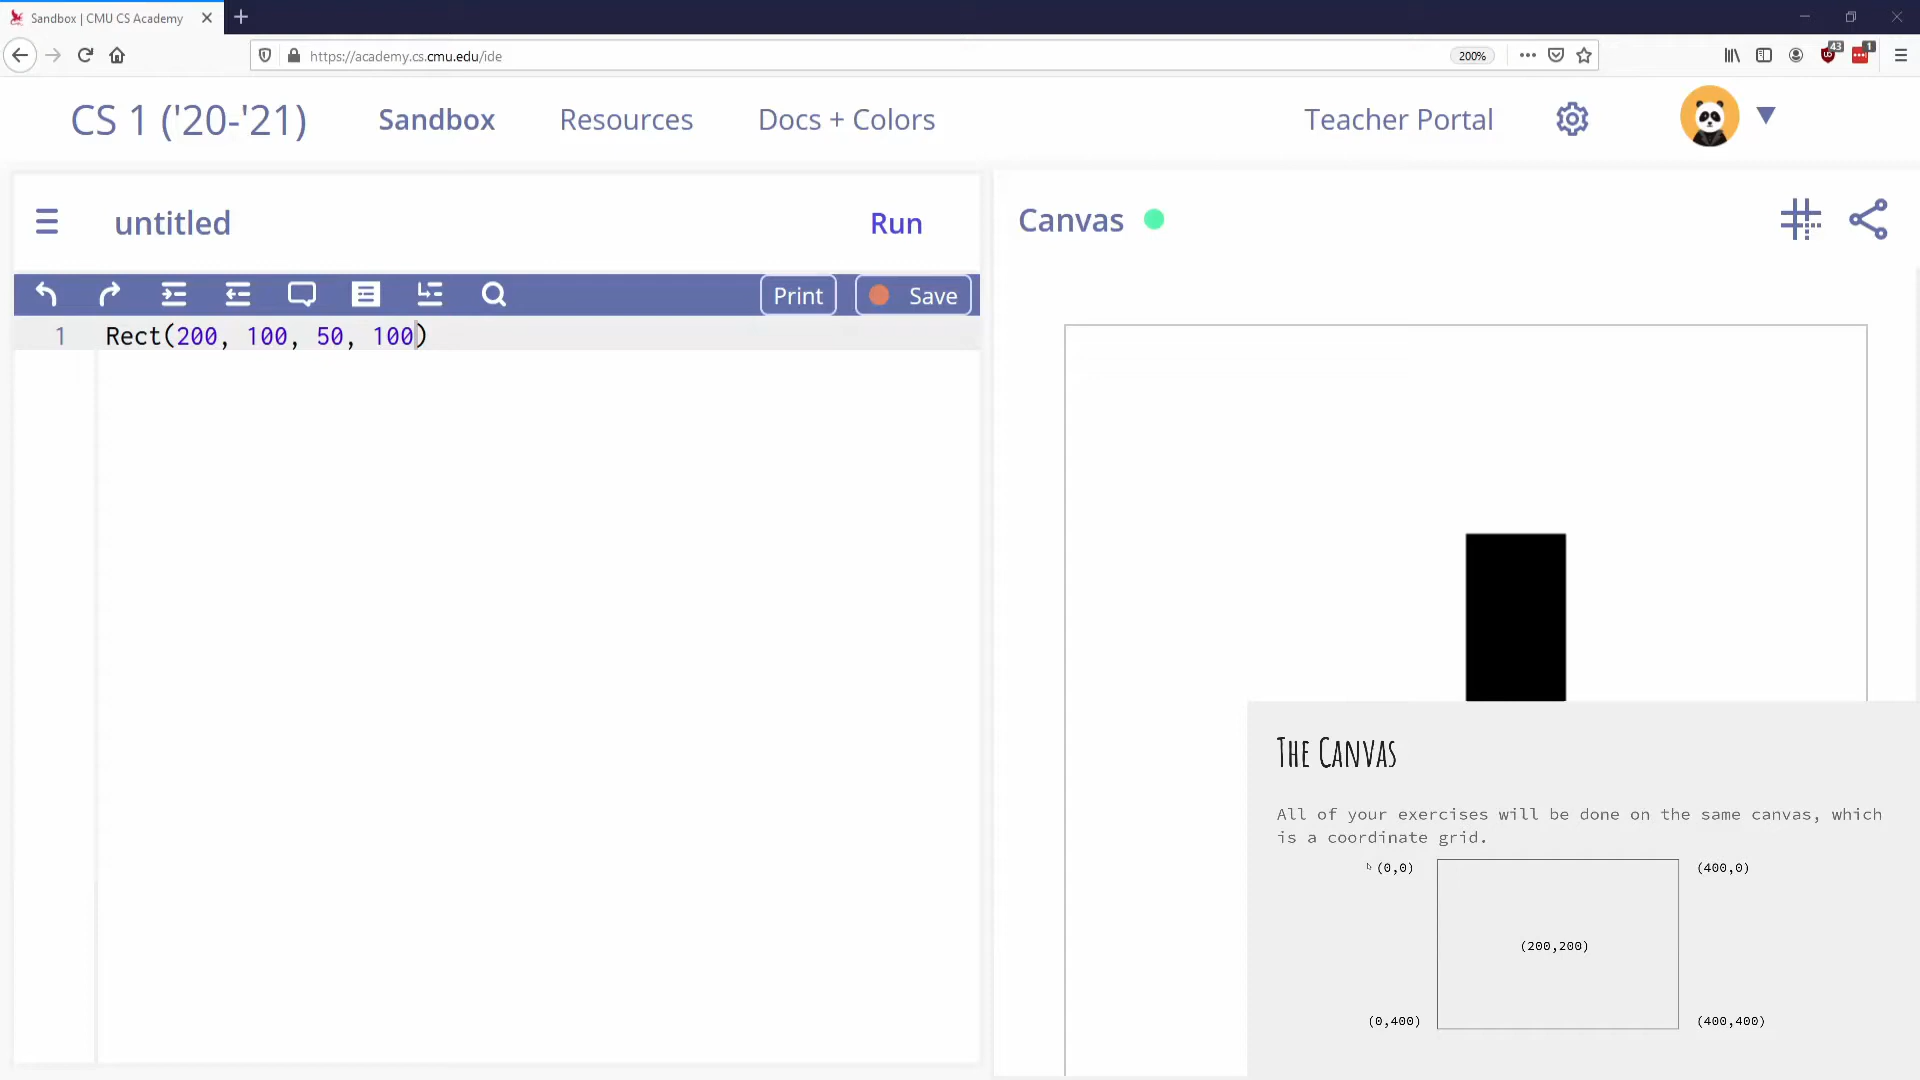 Sandbox | CMU CS Academy
https://academy.cs.cmu.edu/ide
200%
43
1
CS 1 ('20-'21)
Sandbox
Resources
Docs + Colors
Teacher Portal
untitled
Run
Canvas
Print
Save
1
Rect(200, 100, 50, 100)
The Canvas
All of your exercises will be done on the same canvas, which
is a coordinate grid.
(0,0)
(400,0)
(200,200)
(0,400)
(400,400)